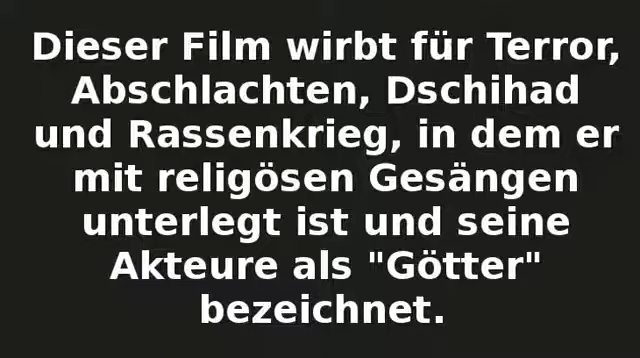 Dieser Film wirbt für Terror,
Abschlachten, Dschihad
und Rassenkrieg, in dem er
mit religösen Gesängen
unterlegt ist und seine
Akteure als "Götter"
bezeichnet.